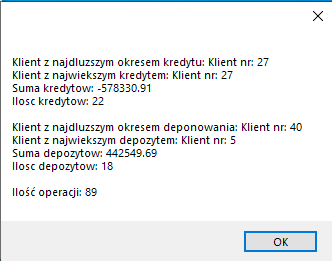 Klient z najdluzszym okresem kredytu: Klient nr: 27
Klient z najwiekszym kredytem: Klient nr: 27
Suma kredytow: -578330.91
Ilosc kredytow: 22
Klient z najdluzszym okresem deponowania: Klient nr: 40
Klient z najwiekszym depozytem: Klient nr: 5
Suma depozytow: 442549.69
Ilosc depozytow: 18
Ilość operacji: 89
OK